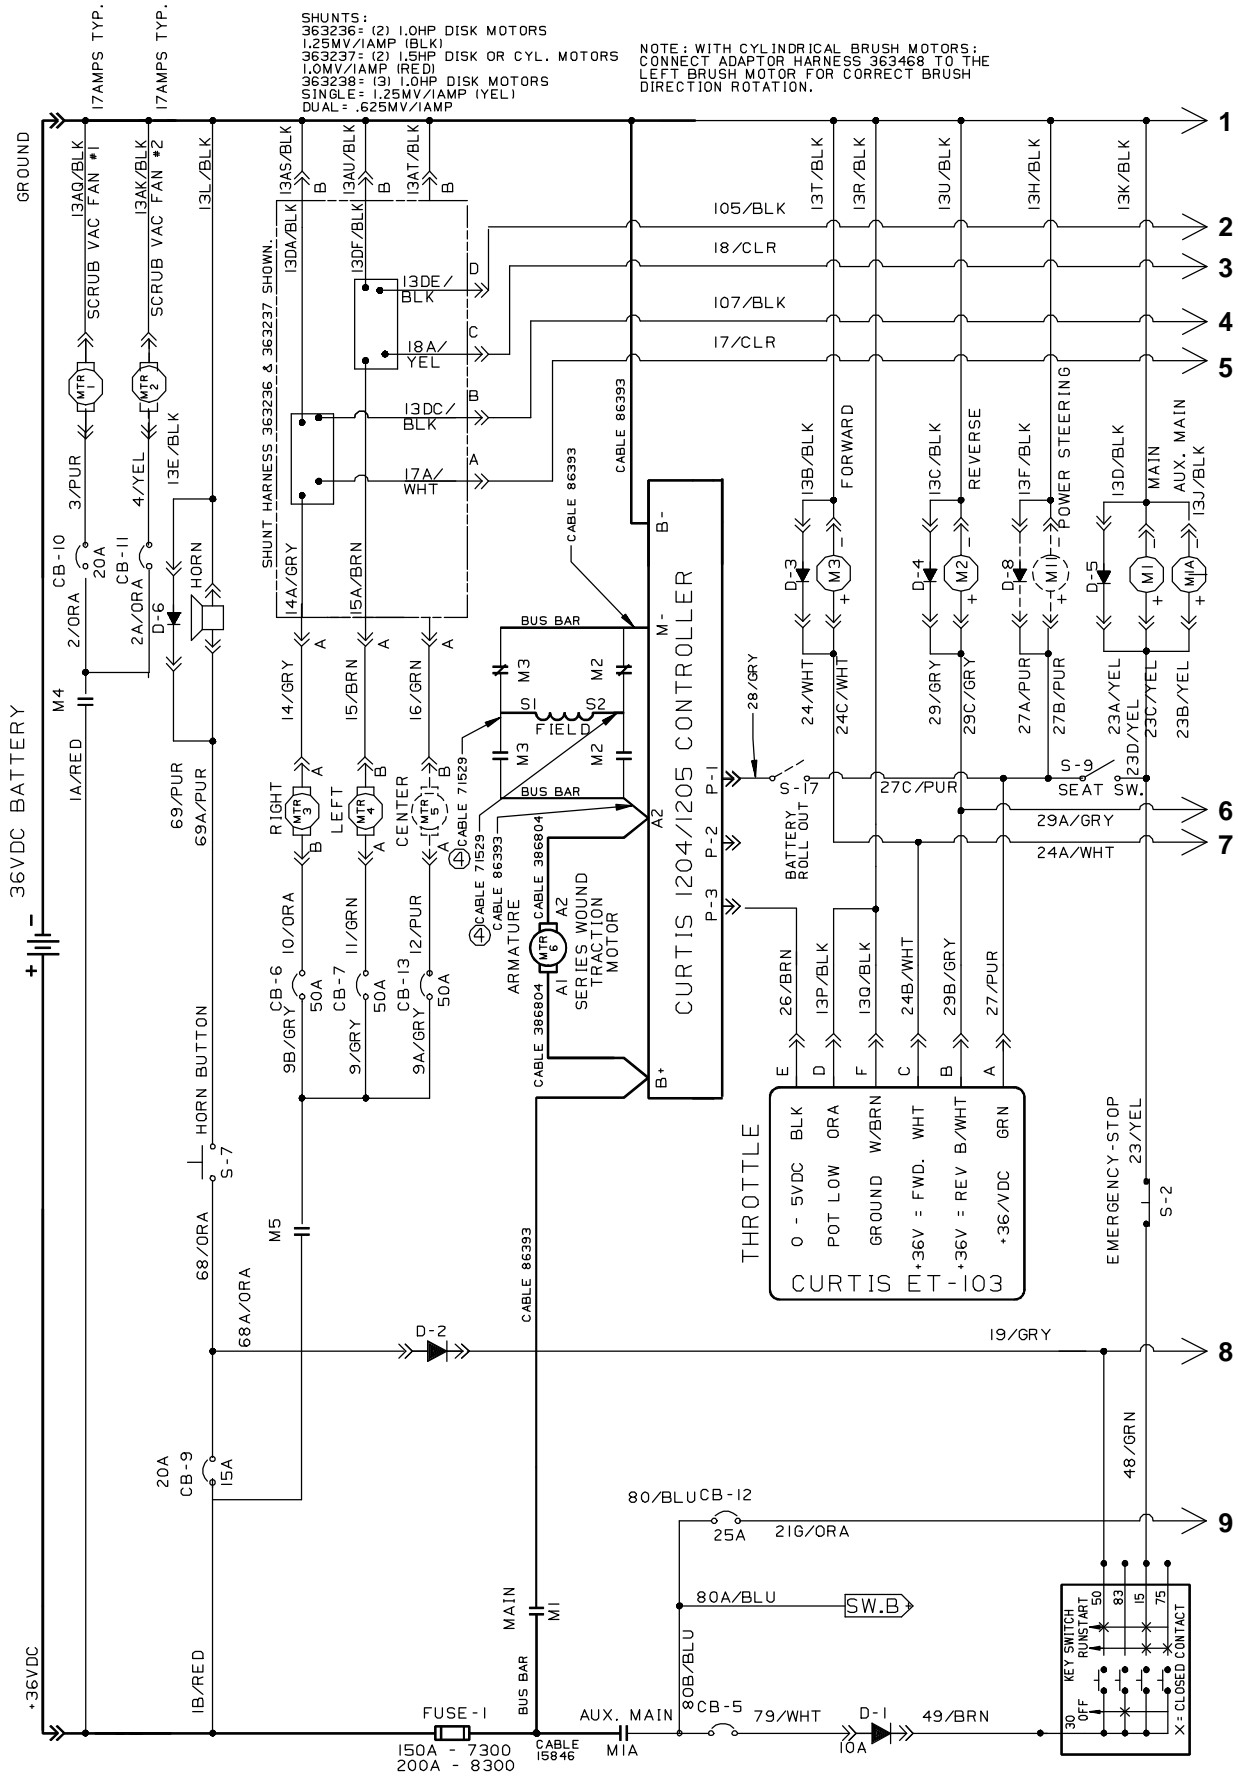 SHUNTS:
363236= (2) 1.0HP DISK MOTORS
1.25MV/1AMP (BLK)
363237= (2) 1.5HP DISK OR CYL. MOTORS
1.0MV/1AMP (RED)
363238= (3) 1.0HP DISK MOTORS
SINGLE= 1.25MV/1AMP (YEL)
DUAL= .625MV/1AMP
NOTE: WITH CYLINDRICAL BRUSH MOTORS:
CONNECT ADAPTOR HARNESS 363468 TO THE
LEFT BRUSH MOTOR FOR CORRECT BRUSH
DIRECTION ROTATION.
17AMPS TYP.
17AMPS TYP.
GROUND
13AQ/BLK
SCRUB VAC FAN #1
13AK/BLK
SCRUB VAC FAN #2
13L/BLK
13AS/BLK
B
13AU/BLK
B
13AT/BLK
B
13T/BLK
13R/BLK
13U/BLK
13H/BLK
13K/BLK
1
SHUNT HARNESS 363236 & 363237 SHOWN.
13DA/BLK
13DF/BLK
105/BLK
2
18/CLR
3
107/BLK
4
17/CLR
5
13DE/
BLK
D
18A/
YEL
C
13DC/
BLK
B
17A/
WHT
A
MTR
1
MTR
2
3/PUR
4/YEL
13E/BLK
CB-10
20A
CB-11
D-6
HORN
2/ORA
2A/ORA
14A/GRY
15A/BRN
CABLE 86393
CABLE 86393
13B/BLK
FORWARD
13C/BLK
REVERSE
13F/BLK
POWER STEERING
13D/BLK
MAIN
AUX. MAIN
13J/BLK
B-
D-3
M3
-
+
D-4
M2
-
+
D-8
M11
-
+
D-5
M1
-
+
M1A
-
+
BUS BAR
M-
M3
M2
S1
S2
FIELD
M3
M2
BUS BAR
A
A
A
14/GRY
15/BRN
16/GRN
M4
1A/RED
69/PUR
69A/PUR
36VDC BATTERY
-
+
RIGHT
MTR
3
A
B
LEFT
MTR
4
B
A
CENTER
MTR
5
B
A
4
CABLE 71529
4
CABLE 71529
CABLE 86393
A2
CURTIS 1204/1205 CONTROLLER
P-1
P-2
P-3
28/GRY
24/WHT
24C/WHT
29/GRY
29C/GRY
27A/PUR
27B/PUR
23A/YEL
23D/YEL
23C/YEL
23B/YEL
S-17
BATTERY
ROLL OUT
27C/PUR
S-9
SEAT SW.
29A/GRY
6
24A/WHT
7
10/ORA
11/GRN
12/PUR
CB-6
50A
CB-7
50A
CB-13
50A
9B/GRY
9/GRY
9A/GRY
ARMATURE
CABLE 386804
A2
MTR
6
A1
SERIES WOUND
TRACTION
MOTOR
CABLE 386804
B+
26/BRN
13P/BLK
13Q/BLK
24B/WHT
29B/GRY
27/PUR
E
D
F
C
B
A
THROTTLE
0 - 5VDC BLK
POT LOW ORA
GROUND W/BRN
+36V = FWD. WHT
+36V = REV B/WHT
+36/VDC GRN
CURTIS ET-103
HORN BUTTON
S-7
M5
68/ORA
68A/ORA
D-2
CABLE 86393
EMERGENCY-STOP
23/YEL
S-2
19/GRY
8
20A
CB-9
15A
48/GRN
80/BLU
CB-12
25A
21G/ORA
9
80A/BLU
SW.B+
MAIN
M1
80B/BLU
+36VDC
1B/RED
FUSE-1
150A - 7300
200A - 8300
BUS BAR
CABLE
15846
AUX. MAIN
M1A
CB-5
79/WHT
D-1
10A
49/BRN
KEY SWITCH
RUN
START
50
83
15
75
30
OFF
X = CLOSED CONTACT